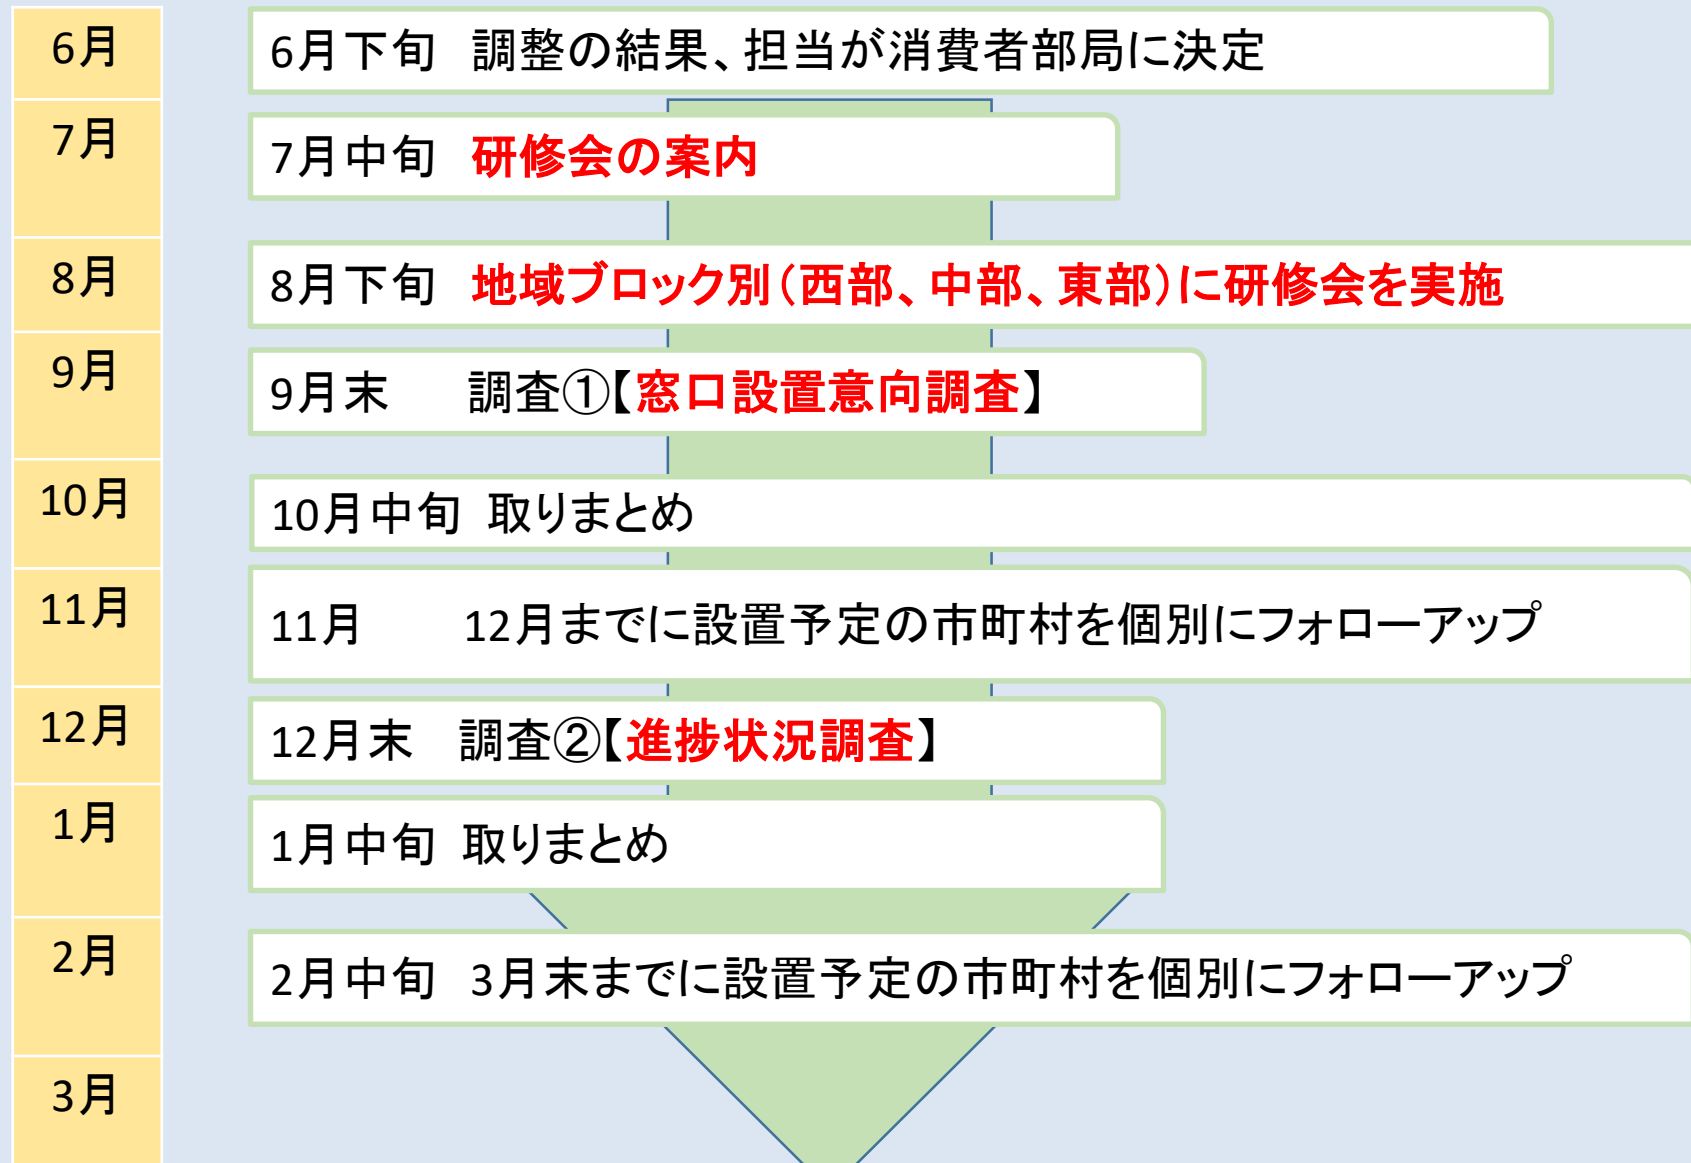 6月
6月下旬 調整の結果、担当が消費者部局に決定
7月
7月中旬 研修会の案内
8月
8月下旬 地域ブロック別（西部、中部、東部）に研修会を実施
9月
9月末 調査①【窓口設置意向調査】
10月
10月中旬 取りまとめ
11月
11月 12月までに設置予定の市町村を個別にフォローアップ
12月
12月末 調査②【進捗状況調査】
1月
1月中旬 取りまとめ
2月
2月中旬 3月末までに設置予定の市町村を個別にフォローアップ
3月